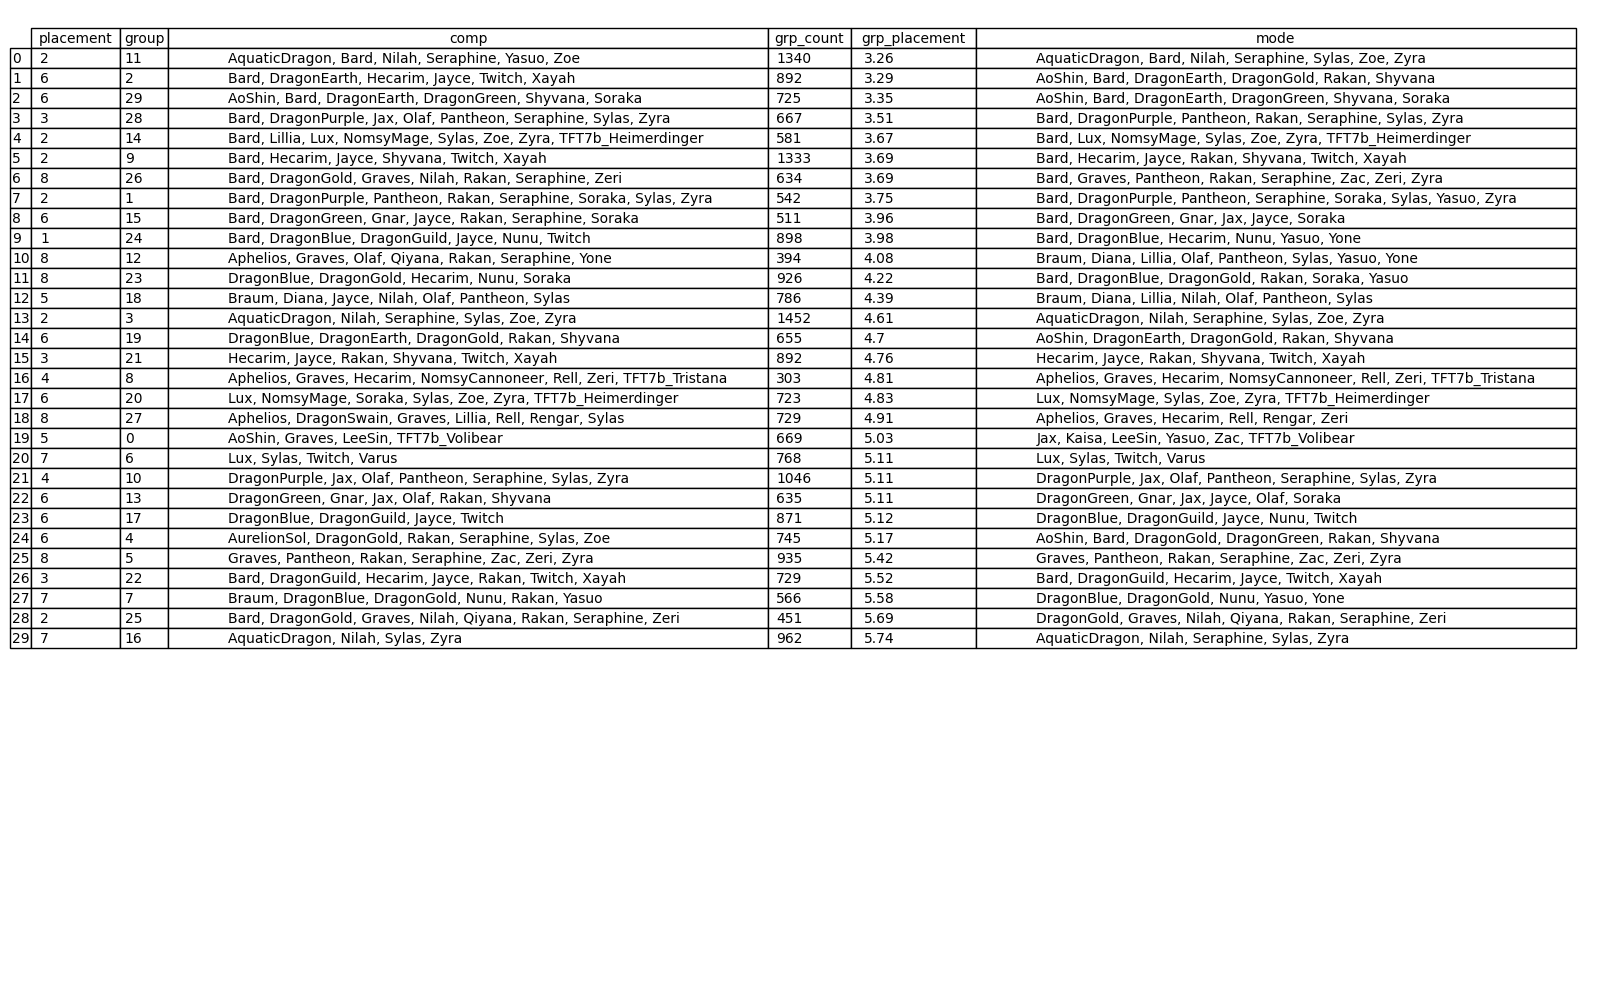 placement group comp grp_count grp_placement mode
0 2 11 AquaticDragon, Bard, Nilah, Seraphine, Yasuo, Zoe 1340 3.26 AquaticDragon, Bard, Nilah, Seraphine, Sylas, Zoe, Zyra
1 6 2 Bard, DragonEarth, Hecarim, Jayce, Twitch, Xayah 892 3.29 AoShin, Bard, DragonEarth, DragonGold, Rakan, Shyvana
2 6 29 AoShin, Bard, DragonEarth, DragonGreen, Shyvana, Soraka 725 3.35 AoShin, Bard, DragonEarth, DragonGreen, Shyvana, Soraka
3 3 28 Bard, DragonPurple, Jax, Olaf, Pantheon, Seraphine, Sylas, Zyra 667 3.51 Bard, DragonPurple, Pantheon, Rakan, Seraphine, Sylas, Zyra
4 2 14 Bard, Lillia, Lux, NomsyMage, Sylas, Zoe, Zyra, TFT7b_Heimerdinger 581 3.67 Bard, Lux, NomsyMage, Sylas, Zoe, Zyra, TFT7b_Heimerdinger
5 2 9 Bard, Hecarim, Jayce, Shyvana, Twitch, Xayah 1333 3.69 Bard, Hecarim, Jayce, Rakan, Shyvana, Twitch, Xayah
6 8 26 Bard, DragonGold, Graves, Nilah, Rakan, Seraphine, Zeri 634 3.69 Bard, Graves, Pantheon, Rakan, Seraphine, Zac, Zeri, Zyra
7 2 1 Bard, DragonPurple, Pantheon, Rakan, Seraphine, Soraka, Sylas, Zyra 542 3.75 Bard, DragonPurple, Pantheon, Seraphine, Soraka, Sylas, Yasuo, Zyra
8 6 15 Bard, DragonGreen, Gnar, Jayce, Rakan, Seraphine, Soraka 511 3.96 Bard, DragonGreen, Gnar, Jax, Jayce, Soraka
9 1 24 Bard, DragonBlue, DragonGuild, Jayce, Nunu, Twitch 898 3.98 Bard, DragonBlue, Hecarim, Nunu, Yasuo, Yone
10 8 12 Aphelios, Graves, Olaf, Qiyana, Rakan, Seraphine, Yone 394 4.08 Braum, Diana, Lillia, Olaf, Pantheon, Sylas, Yasuo, Yone
11 8 23 DragonBlue, DragonGold, Hecarim, Nunu, Soraka 926 4.22 Bard, DragonBlue, DragonGold, Rakan, Soraka, Yasuo
12 5 18 Braum, Diana, Jayce, Nilah, Olaf, Pantheon, Sylas 786 4.39 Braum, Diana, Lillia, Nilah, Olaf, Pantheon, Sylas
13 2 3 AquaticDragon, Nilah, Seraphine, Sylas, Zoe, Zyra 1452 4.61 AquaticDragon, Nilah, Seraphine, Sylas, Zoe, Zyra
14 6 19 DragonBlue, DragonEarth, DragonGold, Rakan, Shyvana 655 4.7 AoShin, DragonEarth, DragonGold, Rakan, Shyvana
15 3 21 Hecarim, Jayce, Rakan, Shyvana, Twitch, Xayah 892 4.76 Hecarim, Jayce, Rakan, Shyvana, Twitch, Xayah
16 4 8 Aphelios, Graves, Hecarim, NomsyCannoneer, Rell, Zeri, TFT7b_Tristana 303 4.81 Aphelios, Graves, Hecarim, NomsyCannoneer, Rell, Zeri, TFT7b_Tristana
17 6 20 Lux, NomsyMage, Soraka, Sylas, Zoe, Zyra, TFT7b_Heimerdinger 723 4.83 Lux, NomsyMage, Sylas, Zoe, Zyra, TFT7b_Heimerdinger
18 8 27 Aphelios, DragonSwain, Graves, Lillia, Rell, Rengar, Sylas 729 4.91 Aphelios, Graves, Hecarim, Rell, Rengar, Zeri
19 5 0 AoShin, Graves, LeeSin, TFT7b_Volibear 669 5.03 Jax, Kaisa, LeeSin, Yasuo, Zac, TFT7b_Volibear
20 7 6 Lux, Sylas, Twitch, Varus 768 5.11 Lux, Sylas, Twitch, Varus
21 4 10 DragonPurple, Jax, Olaf, Pantheon, Seraphine, Sylas, Zyra 1046 5.11 DragonPurple, Jax, Olaf, Pantheon, Seraphine, Sylas, Zyra
22 6 13 DragonGreen, Gnar, Jax, Olaf, Rakan, Shyvana 635 5.11 DragonGreen, Gnar, Jax, Jayce, Olaf, Soraka
23 6 17 DragonBlue, DragonGuild, Jayce, Twitch 871 5.12 DragonBlue, DragonGuild, Jayce, Nunu, Twitch
24 6 4 AurelionSol, DragonGold, Rakan, Seraphine, Sylas, Zoe 745 5.17 AoShin, Bard, DragonGold, DragonGreen, Rakan, Shyvana
25 8 5 Graves, Pantheon, Rakan, Seraphine, Zac, Zeri, Zyra 935 5.42 Graves, Pantheon, Rakan, Seraphine, Zac, Zeri, Zyra
26 3 22 Bard, DragonGuild, Hecarim, Jayce, Rakan, Twitch, Xayah 729 5.52 Bard, DragonGuild, Hecarim, Jayce, Twitch, Xayah
27 7 7 Braum, DragonBlue, DragonGold, Nunu, Rakan, Yasuo 566 5.58 DragonBlue, DragonGold, Nunu, Yasuo, Yone
28 2 25 Bard, DragonGold, Graves, Nilah, Qiyana, Rakan, Seraphine, Zeri 451 5.69 DragonGold, Graves, Nilah, Qiyana, Rakan, Seraphine, Zeri
29 7 16 AquaticDragon, Nilah, Sylas, Zyra 962 5.74 AquaticDragon, Nilah, Seraphine, Sylas, Zyra